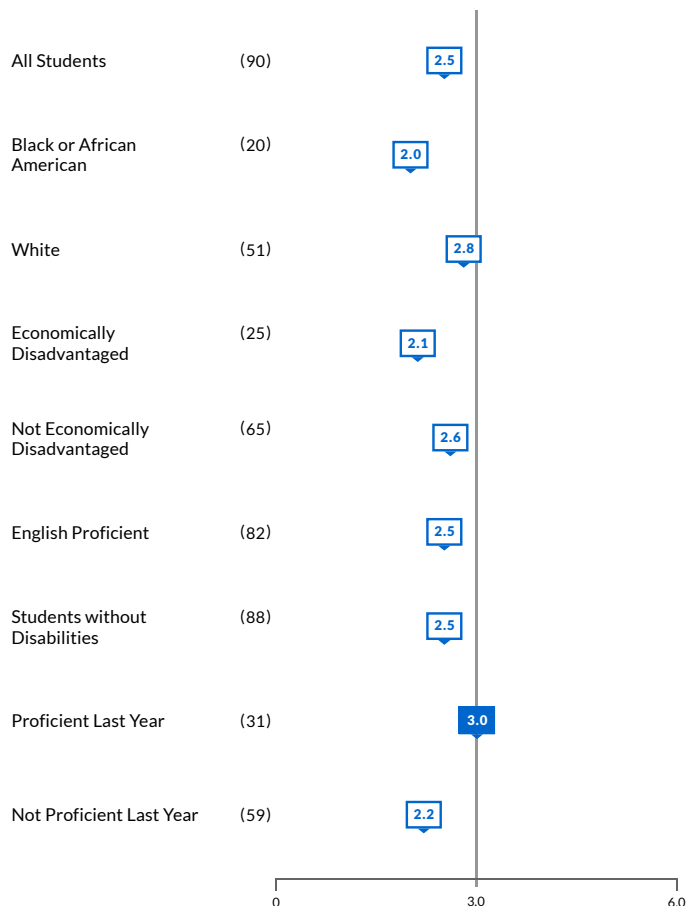 All Students (90) 2.5
Black or African (20) 2.0
American
White (51) 2.8
Economically (25) 2.1
Disadvantaged
Not Economically (65) 2.6
Disadvantaged
English Proficient (82) 2.5
Students without (88) 2.5
Disabilities
Proficient Last Year (31) 3.0
Not Proficient Last Year (59) 2.2
0 3.0 6.0